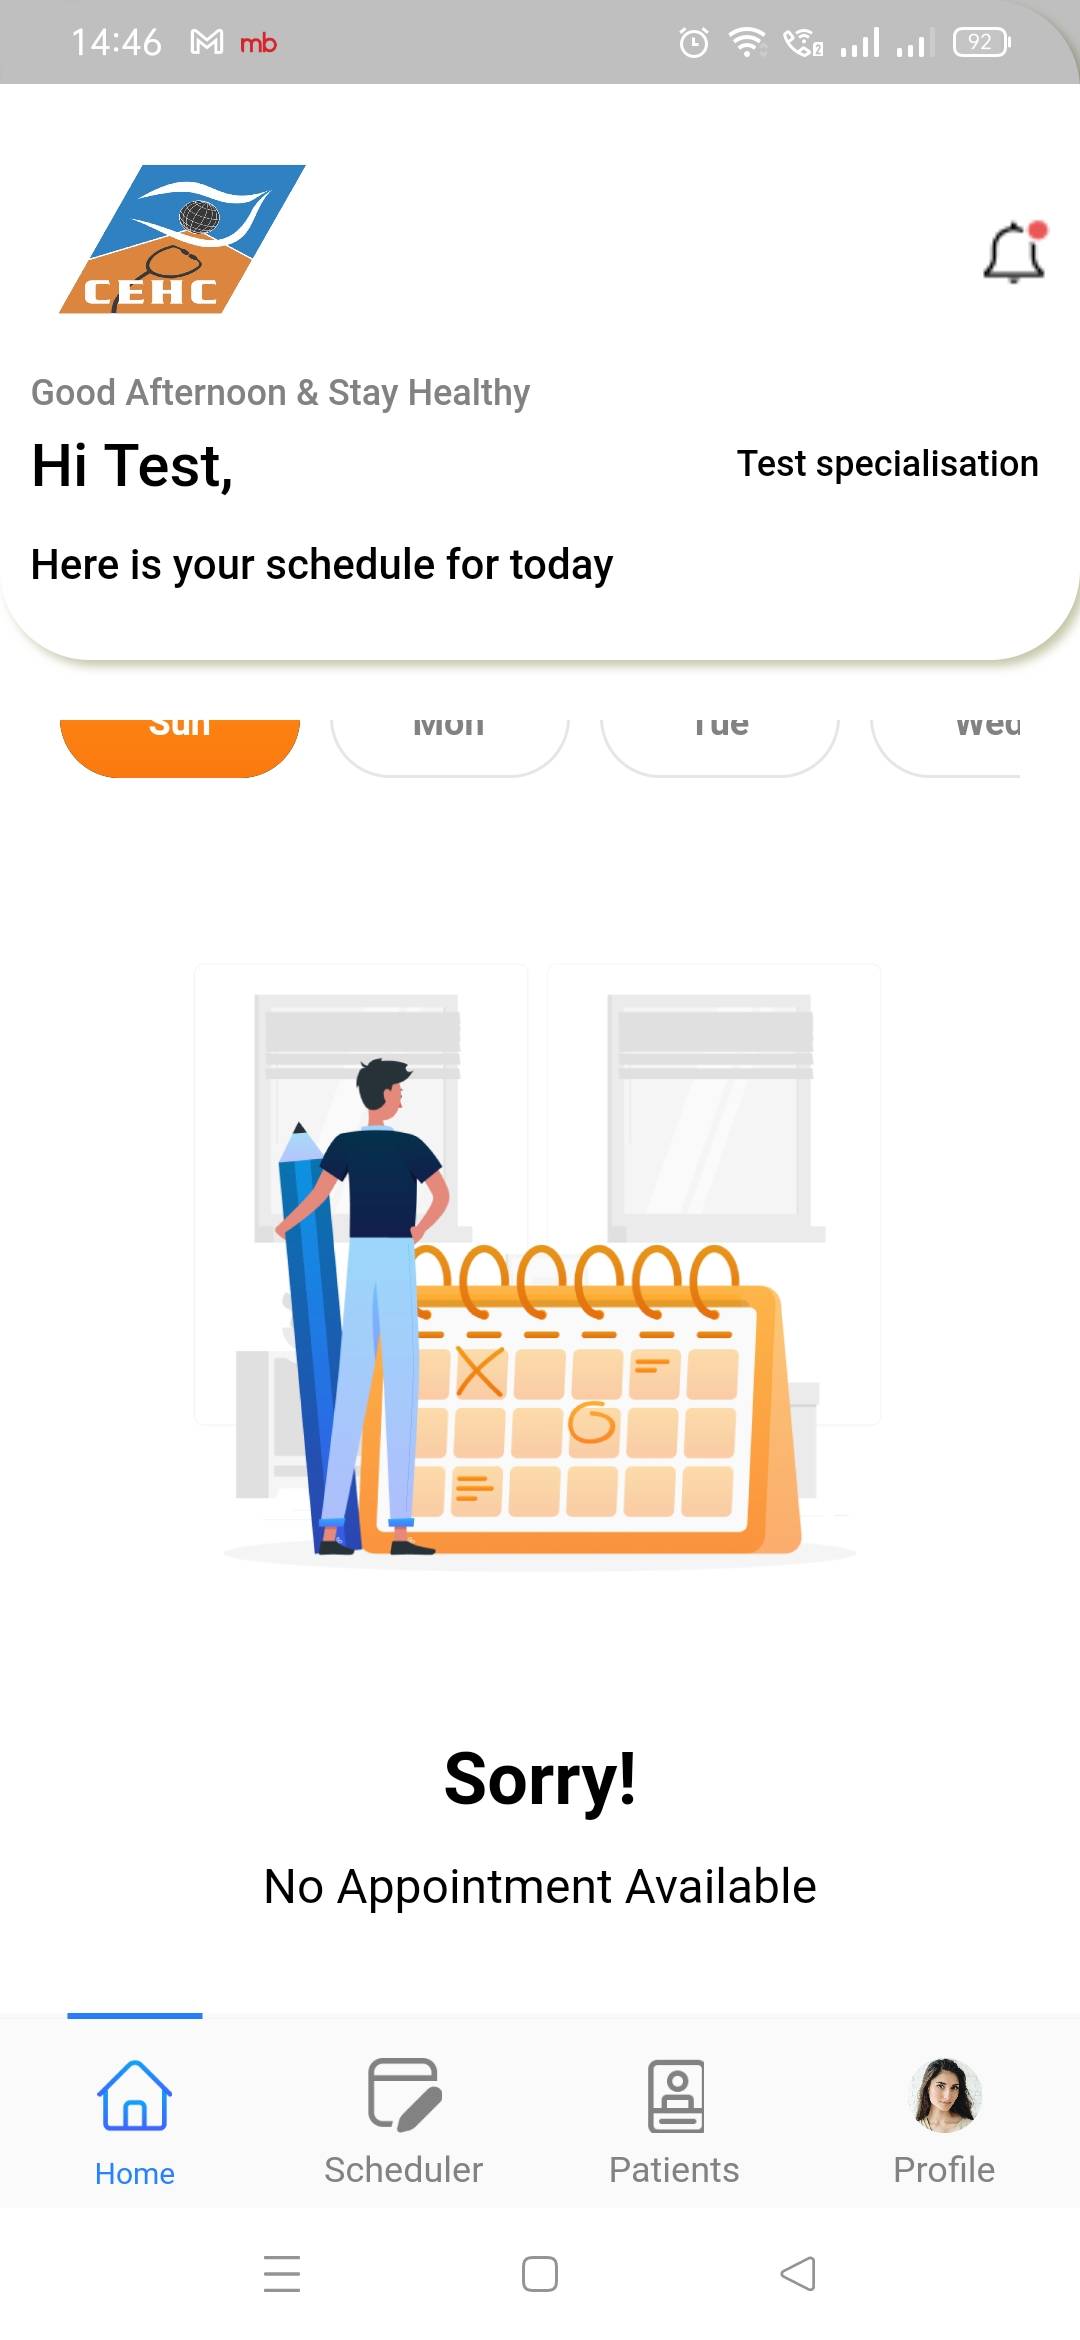 14:46 mb 2 92
CEHC
Good Afternoon & Stay Healthy
Hi Test,
Test specialisation
Here is your schedule for today
Sun Mon Tue Wed
Sorry!
No Appointment Available
Home Scheduler Patients Profile